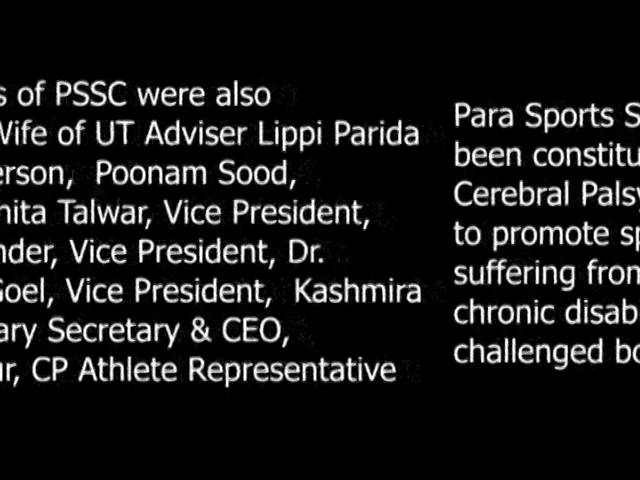 s of PSSC were also
Wife of UT Adviser Lippi Parida
erson, Poonam Sood,
nita Talwar, Vice President,
nder, Vice President, Dr.
Goel, Vice President, Kashmira
ary Secretary & CEO,
ur, CP Athlete Representative
Para Sports S
been constitu
Cerebral Palsy
to promote sp
suffering from
chronic disab
challenged bo